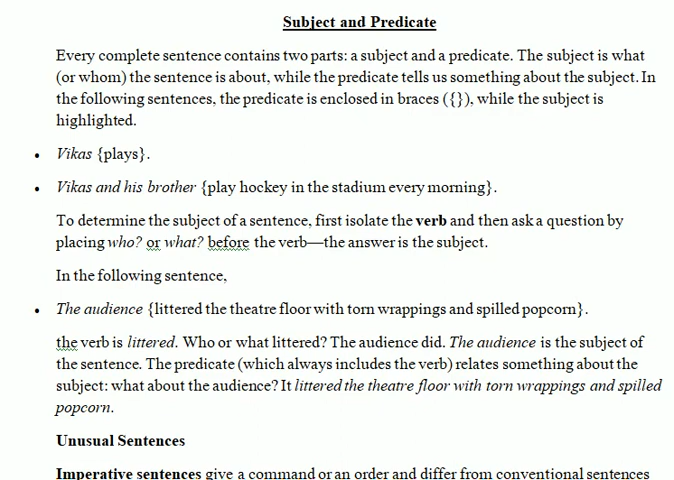 Subject and Predicate
Every complete sentence contains two parts: a subject and a predicate. The subject is what
(or whom) the sentence is about, while the predicate tells us something about the subject. In
the following sentences, the predicate is enclosed in braces ({}), while the subject is
highlighted.
• Vikas {plays}.
• Vikas and his brother {play hockey in the stadium every morning}.
To determine the subject of a sentence, first isolate the verb and then ask a question by
placing who? or what? before the verb—the answer is the subject.
In the following sentence,
• The audience {littered the theatre floor with torn wrappings and spilled popcorn}.
the verb is littered. Who or what littered? The audience did. The audience is the subject of
the sentence. The predicate (which always includes the verb) relates something about the
subject: what about the audience? It littered the theatre floor with torn wrappings and spilled
popcorn.
Unusual Sentences
Imperative sentences give a command or an order and differ from conventional sentences